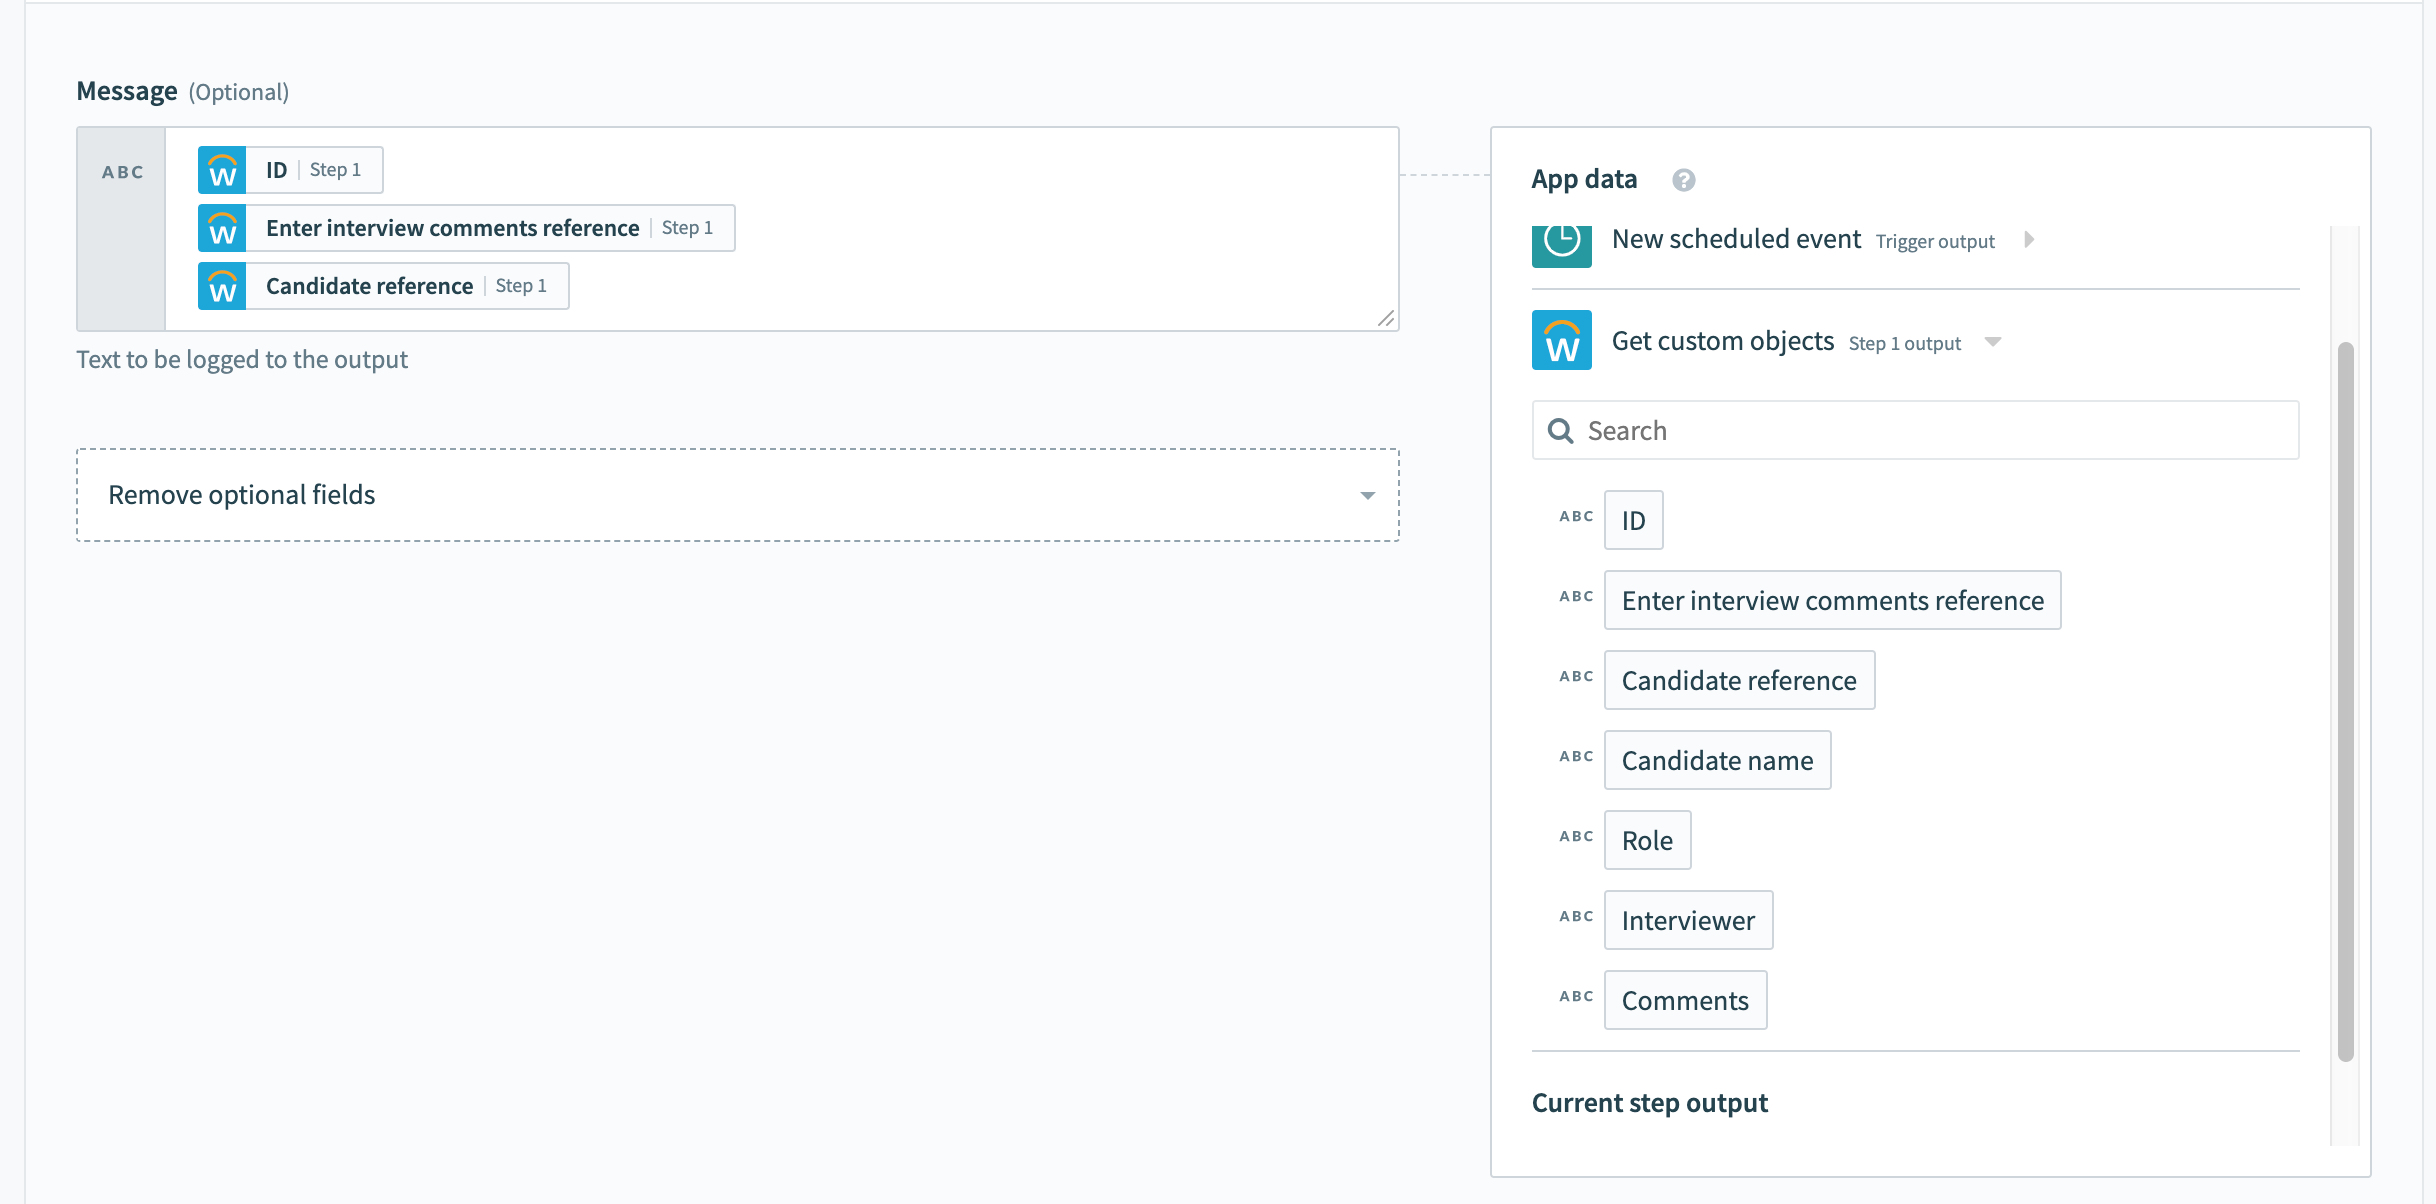 Message (Optional)
ABC
W ID | Step 1
W Enter interview comments reference | Step 1
W Candidate reference | Step 1
Text to be logged to the output
Remove optional fields
App data ?
New scheduled event Trigger output
W Get custom objects Step 1 output
Search
ABC ID
ABC Enter interview comments reference
ABC Candidate reference
ABC Candidate name
ABC Role
ABC Interviewer
ABC Comments
Current step output